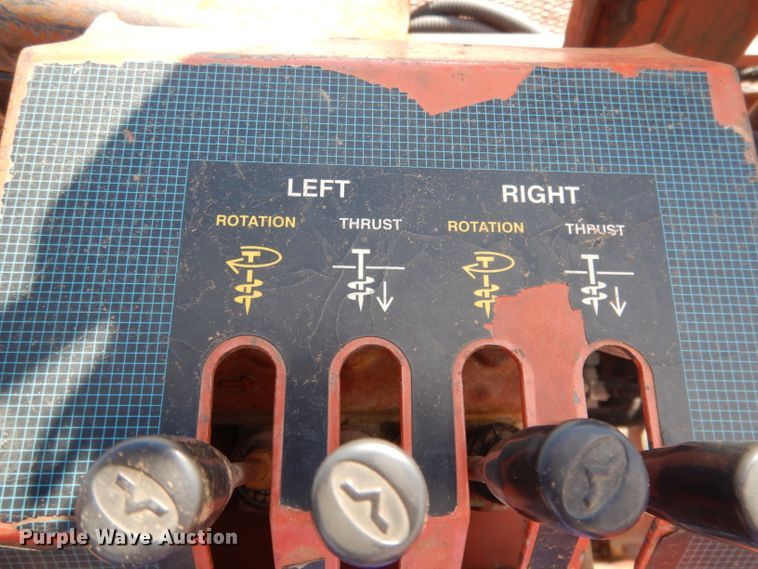 LEFT RIGHT
ROTATION THRUST ROTATION THRUST
Purple Wave Auction